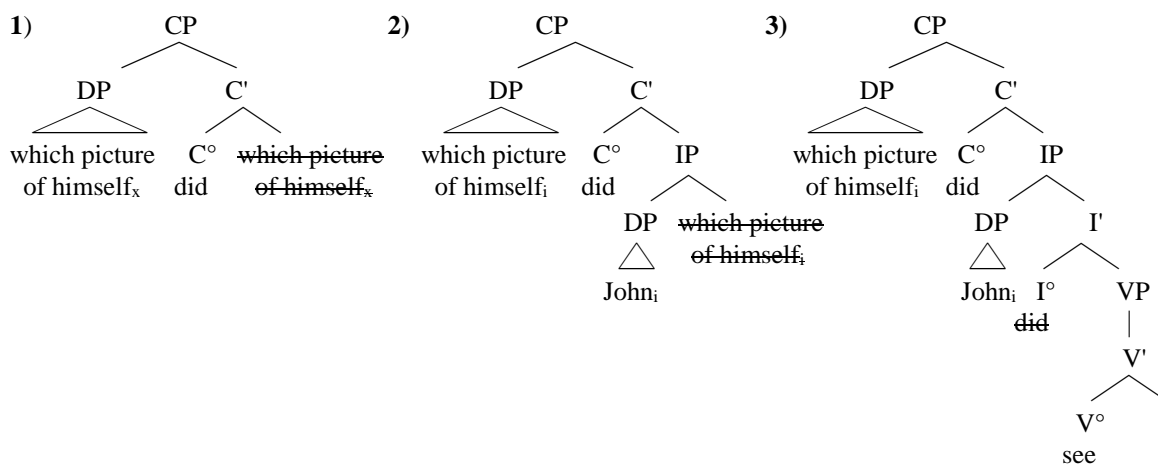 1) CP 2) CP 3) CP
DP C' DP C' DP C'
which picture C° which picture which picture C° IP which picture C° IP
of himselfₓ did of himselfₓ of himselfᵢ did of himselfᵢ did
DP which picture DP I'
of himselfᵢ
Johnᵢ Johnᵢ I° VP
did
V'
V°
see